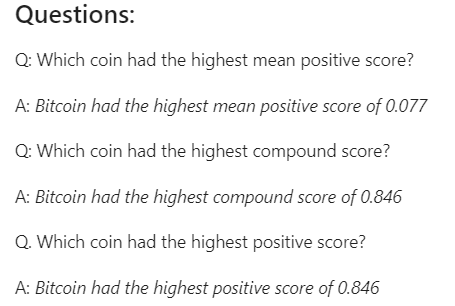 Questions:
Q: Which coin had the highest mean positive score?
A: Bitcoin had the highest mean positive score of 0.077
Q: Which coin had the highest compound score?
A: Bitcoin had the highest compound score of 0.846
Q. Which coin had the highest positive score?
A: Bitcoin had the highest positive score of 0.846